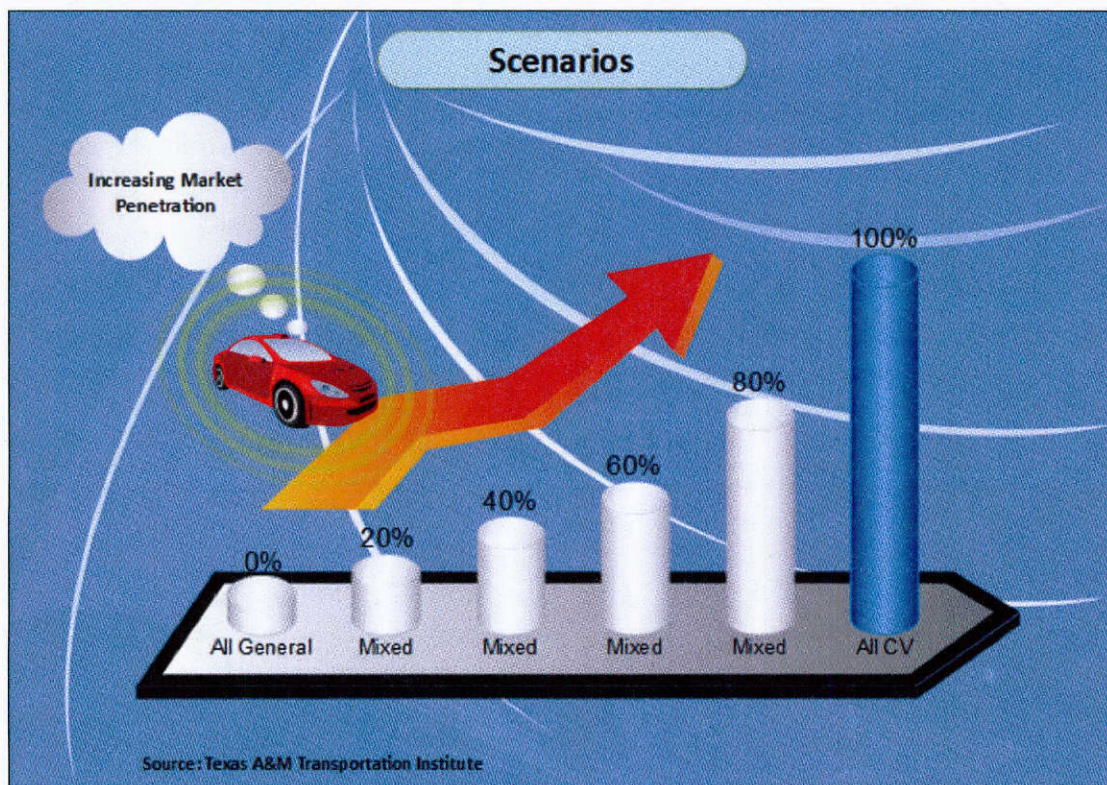 Scenarios
Increasing Market
Penetration
100%
80%
60%
40%
20%
0%
All General
Mixed
Mixed
Mixed
Mixed
All CV
Source: Texas A&M Transportation Institute